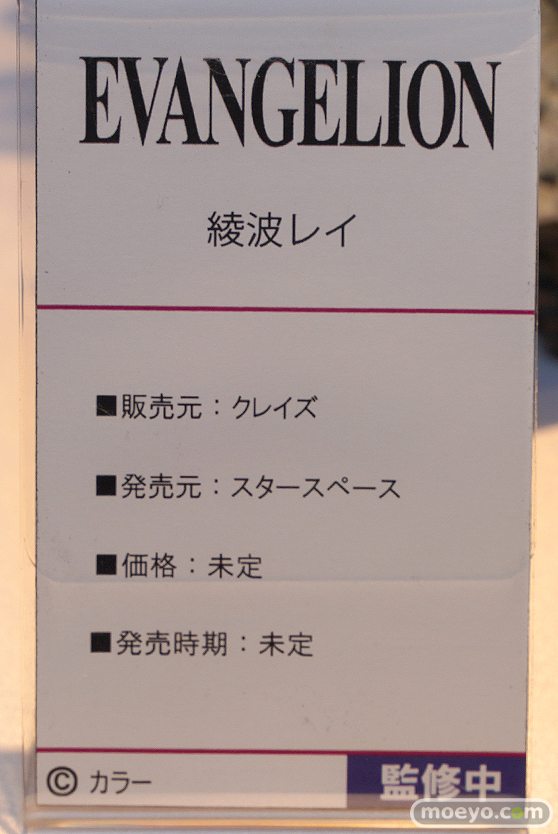 EVANGELION
綾波レイ
■販売元：クレイズ
■発売元：スタースペース
■価格：未定
■発売時期：未定
© カラー
監修中
moeyo.com